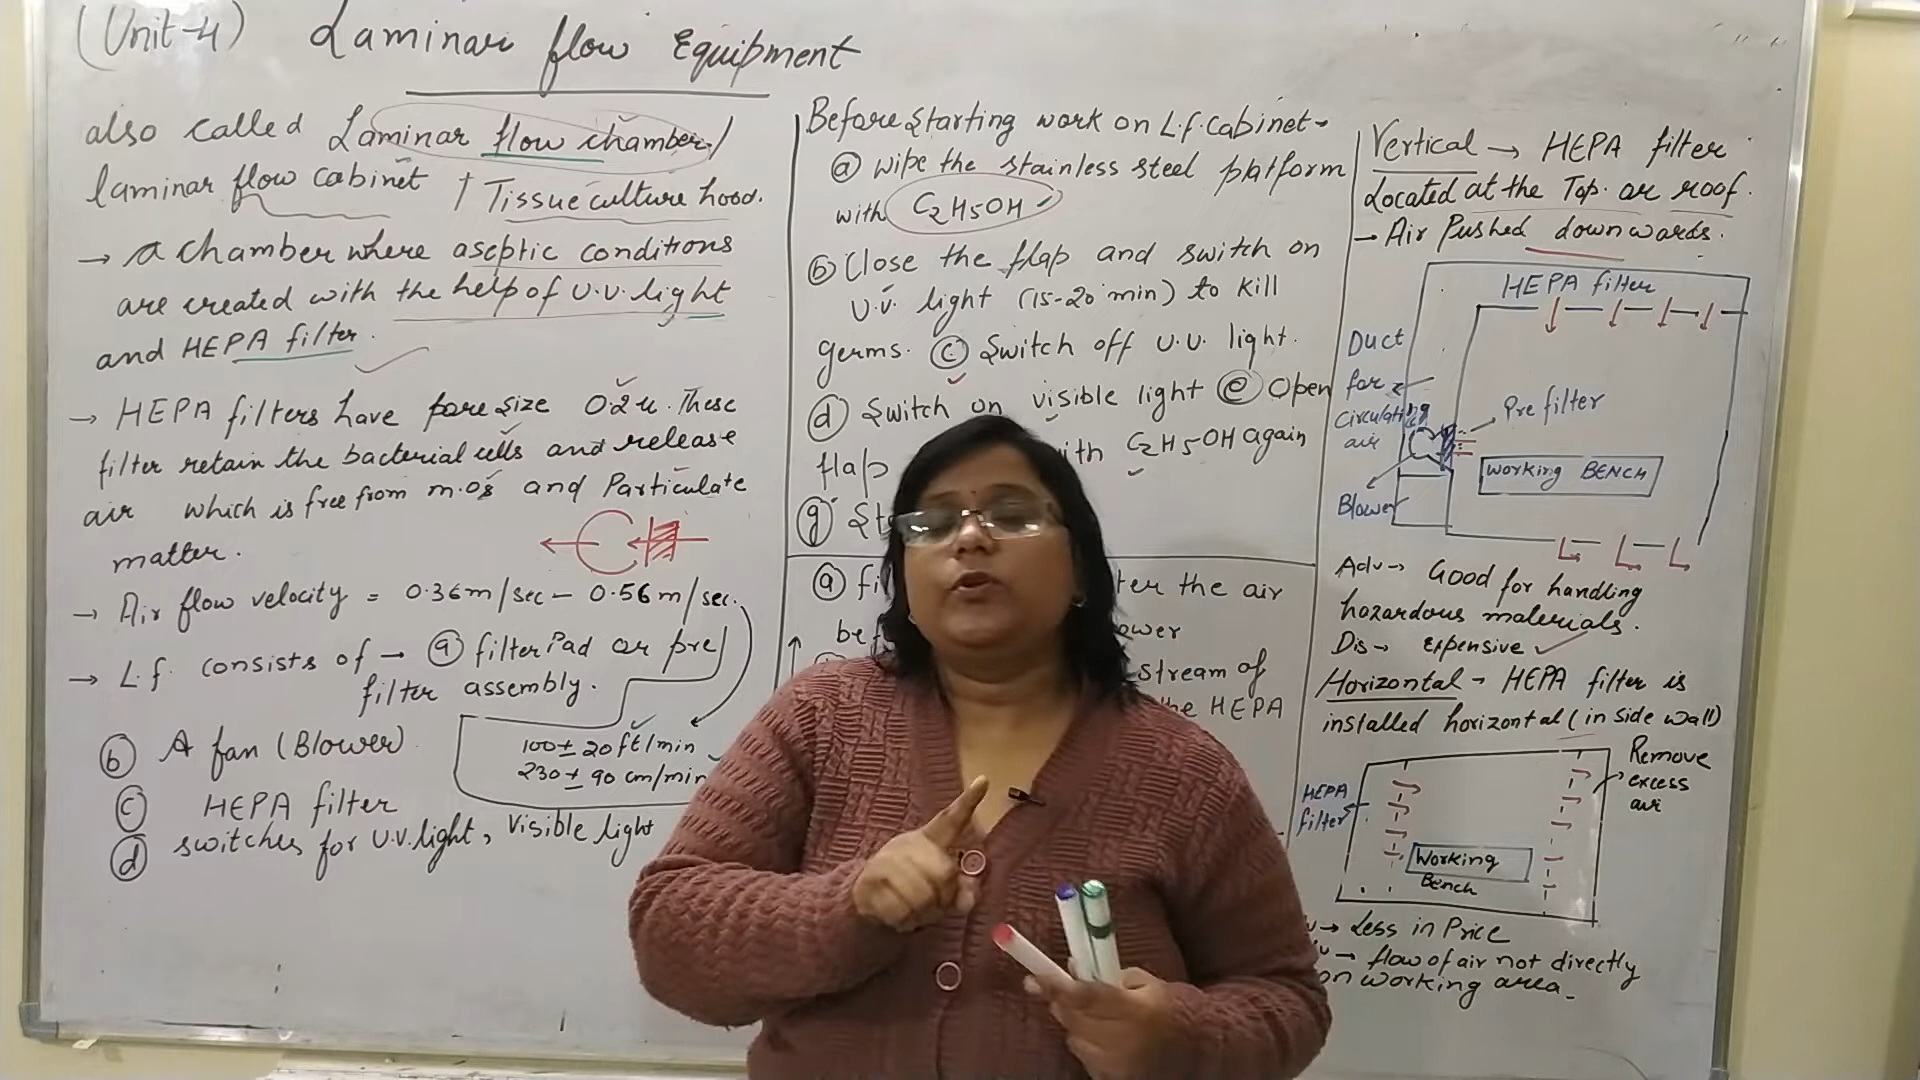 (Unit-4) Laminar flow Equipment
also called Laminar flow chamber/
laminar flow cabinet / Tissue culture hood.
→ a chamber where aseptic conditions
are created with the help of U.V. light
and HEPA filter.
→ HEPA filters have pore size 0.2u. These
filter retain the bacterial cells and release
air which is free from m.o's and Particulate
matter.
→ Air flow velocity = 0.36m/sec - 0.56m/sec.
→ L.f. consists of - (a) filter Pad or pre
filter assembly.
(b) A fan (Blower)
100± 20ft/min
230± 90 cm/min
(c) HEPA filter
(d) switches for U.V. light, Visible light
Before Starting work on L.f. cabinet-
(a) wipe the stainless steel platform
with C2H5OH
(b) Close the flap and switch on
U.V. light (15-20 min) to kill
germs. (c) Switch off U.V. light.
(d) Switch on visible light (e) Open
flap with C2H5OH again
(g)
(a) the air
stream of
the HEPA
Vertical → HEPA filter
Located at the Top or roof.
→ Air Pushed downwards.
HEPA filter
Duct
for
Circulating
air
Pre filter
Working BENCH
Blower
Adv → Good for handling
hazardous materials.
Dis → expensive
Horizontal - HEPA filter is
installed horizontal (in side wall)
Remove
excess
air
HEPA
filter
Working
Bench
→ Less in Price
→ flow of air not directly
on working area.